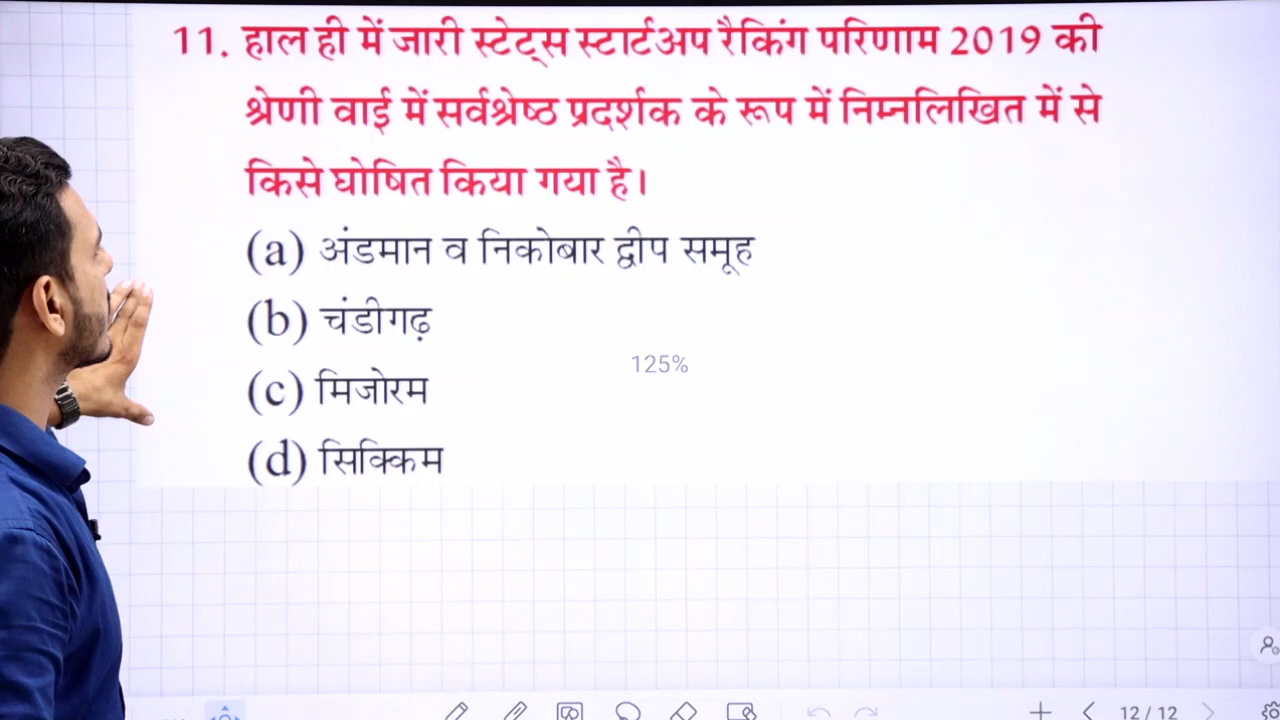 11. हाल ही में जारी स्टेट्स स्टार्टअप रैकिंग परिणाम 2019 की
श्रेणी वाई में सर्वश्रेष्ठ प्रदर्शक के रूप में निम्नलिखित में से
किसे घोषित किया गया है।
(a) अंडमान व निकोबार द्वीप समूह
(b) चंडीगढ़
125%
(c) मिजोरम
(d) सिक्किम
12/12